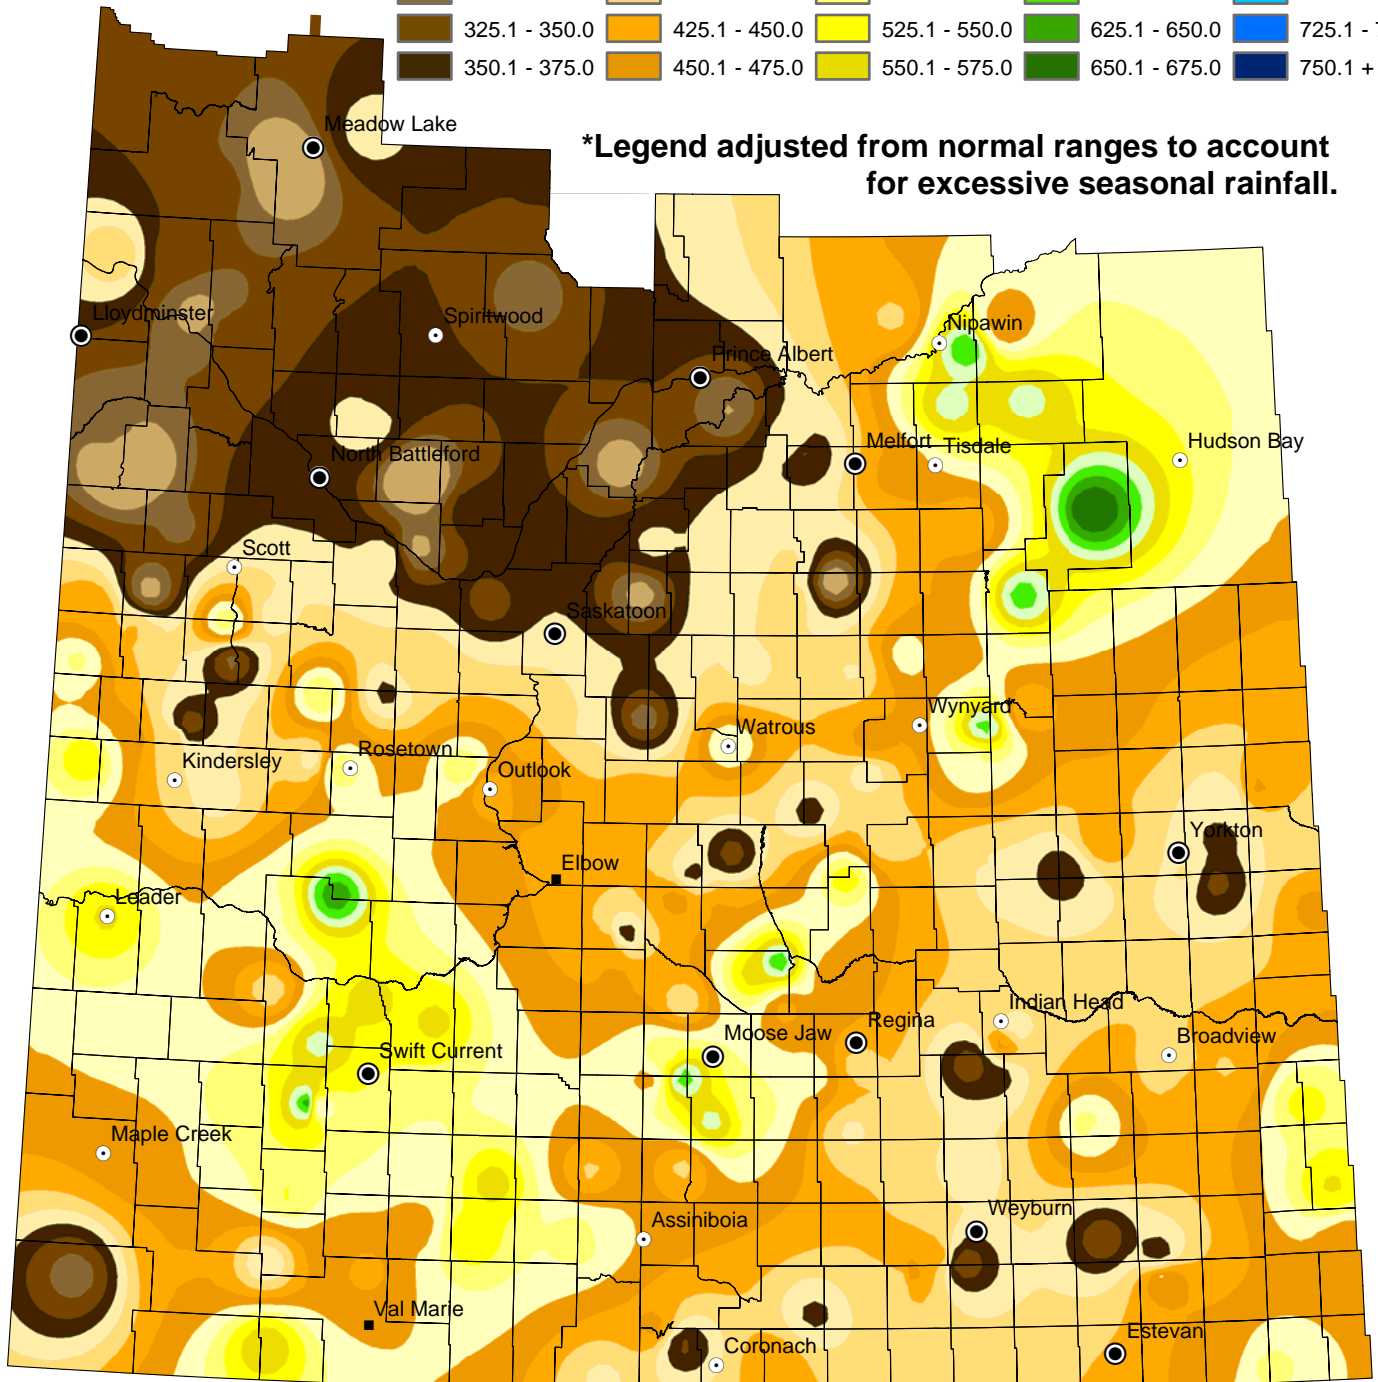 325.1 - 350.0 425.1 - 450.0 525.1 - 550.0 625.1 - 650.0 725.1 -
350.1 - 375.0 450.1 - 475.0 550.1 - 575.0 650.1 - 675.0 750.1 +
Meadow Lake
*Legend adjusted from normal ranges to account
for excessive seasonal rainfall.
Lloydminster
Spiritwood
Nipawin
Prince Albert
North Battleford
Melfort
Tisdale
Hudson Bay
Scott
Saskatoon
Wynyard
Watrous
Kindersley
Rosetown
Outlook
Elbow
Yorkton
Leader
Indian Head
Moose Jaw
Regina
Broadview
Swift Current
Maple Creek
Assiniboia
Weyburn
Val Marie
Coronach
Estevan